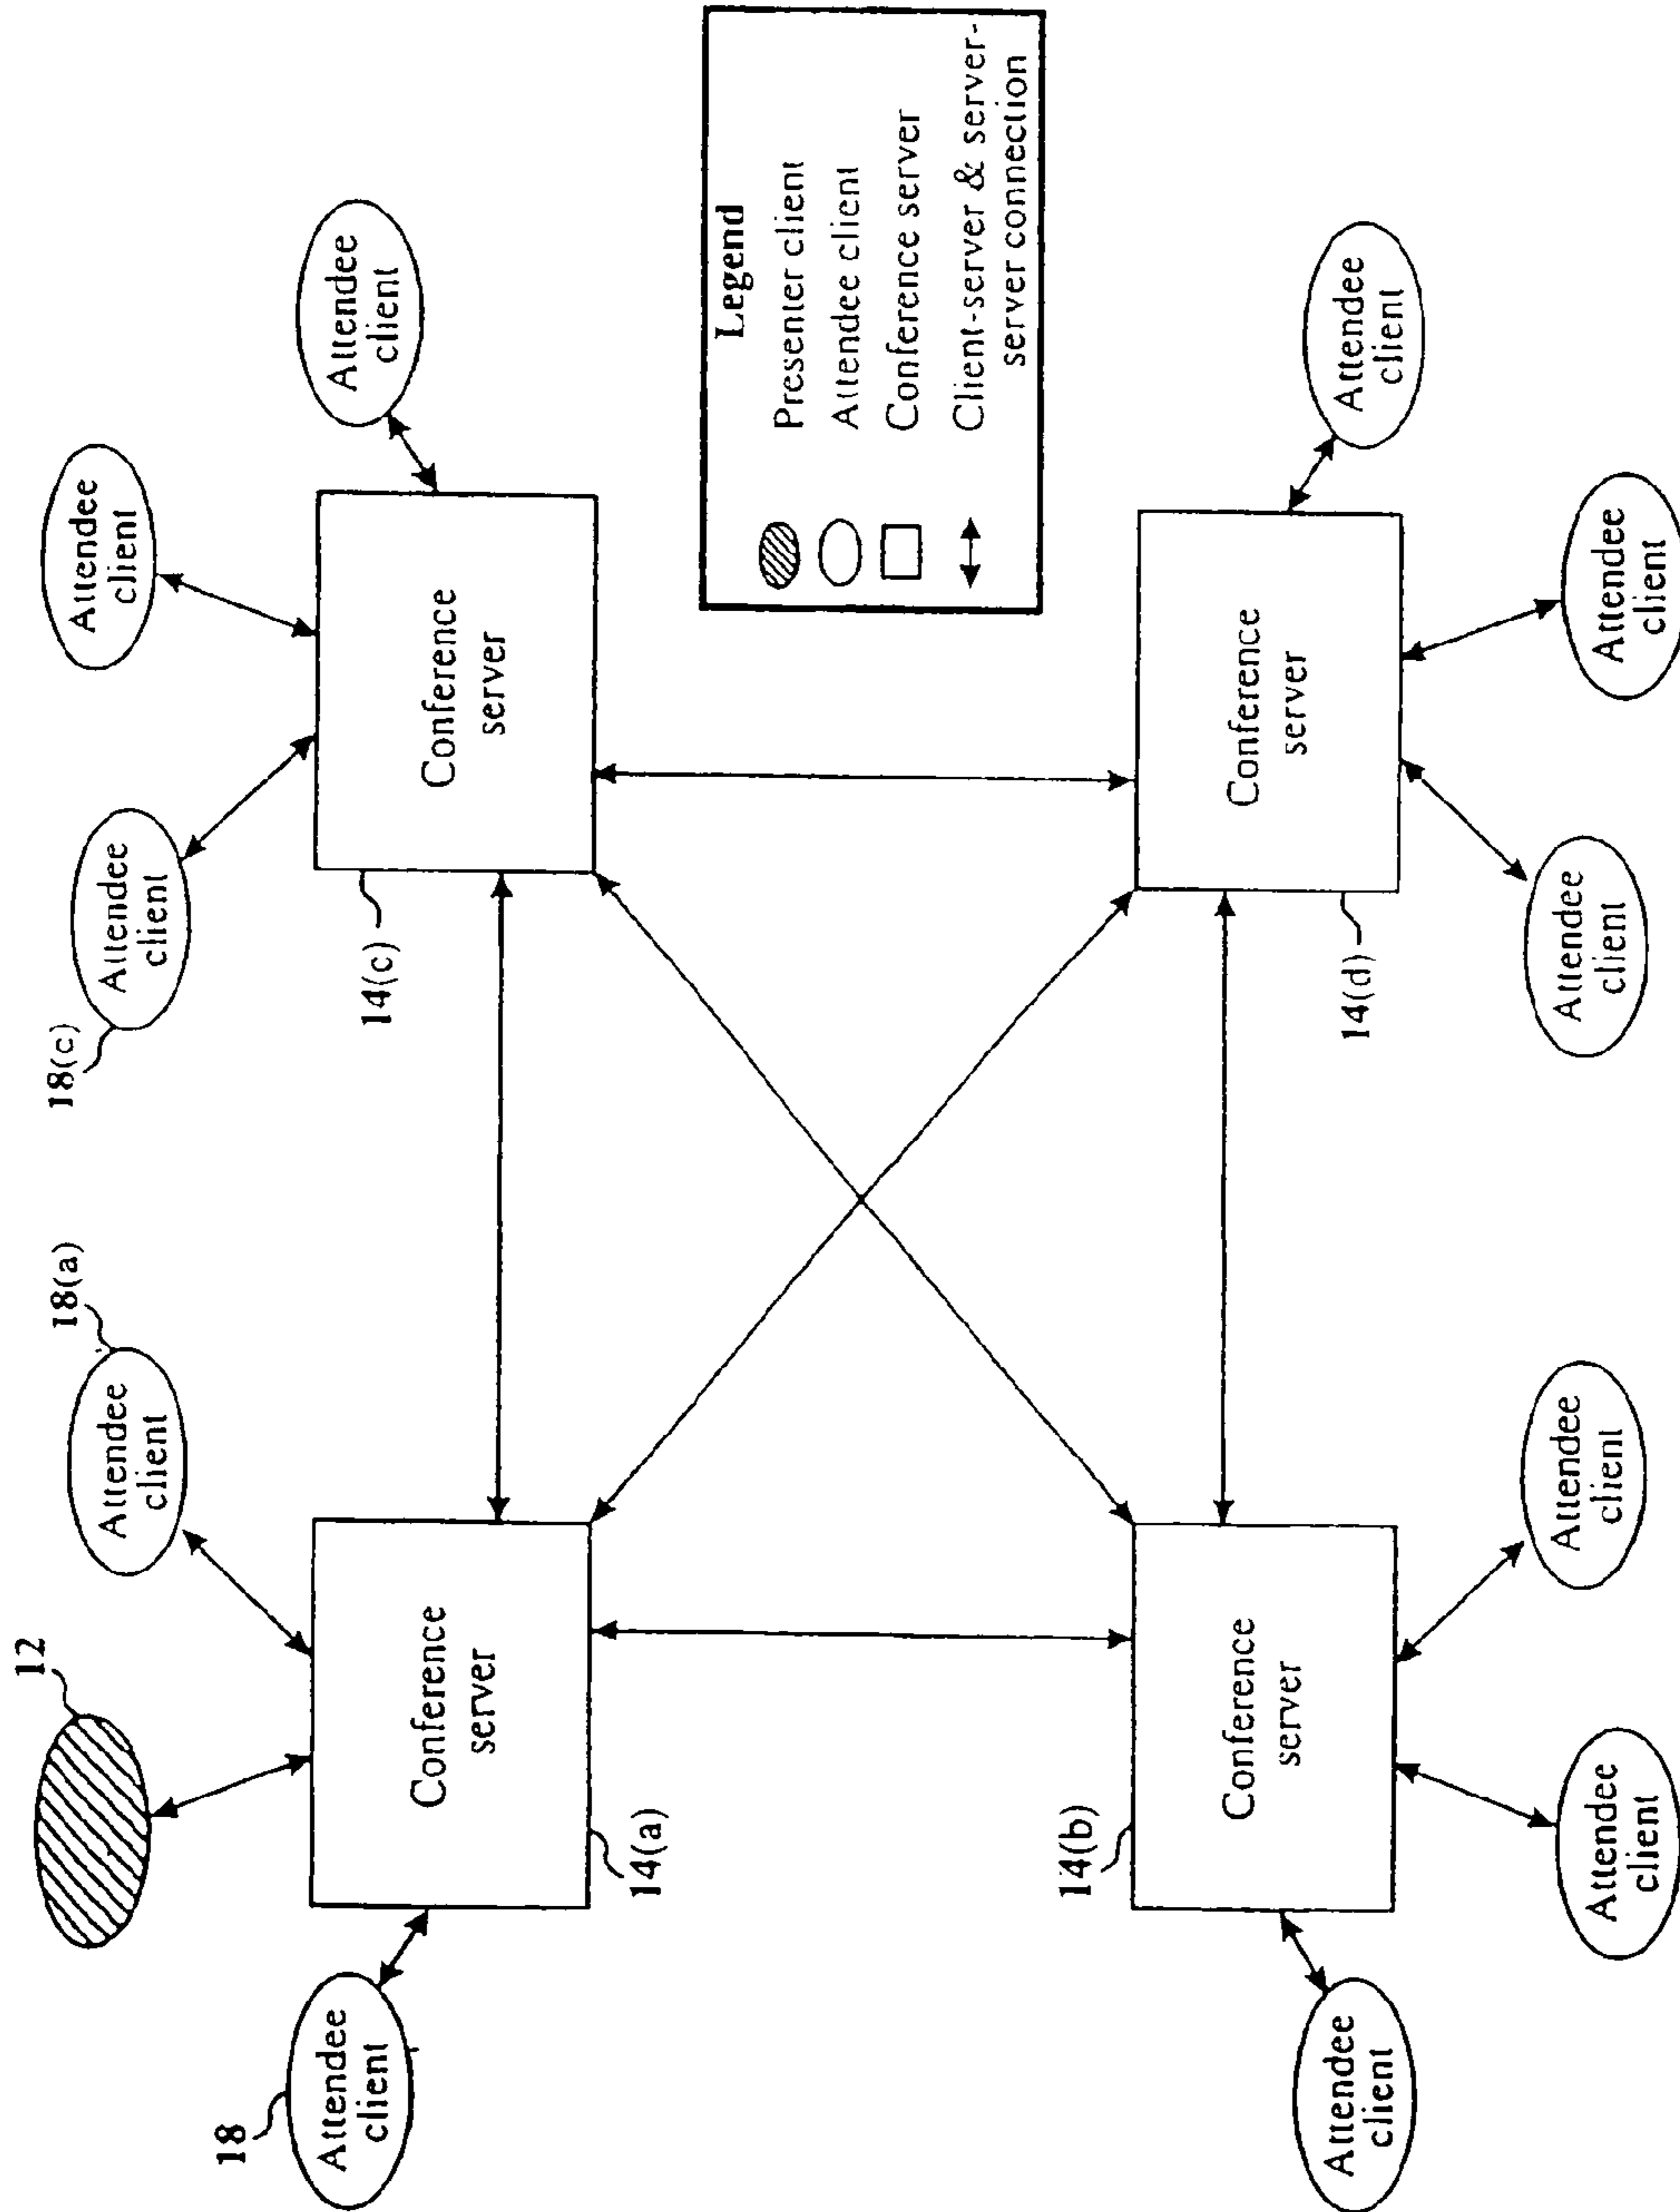 12
18(a)
18(c)
Attendee
client
Attendee
client
Attendee
client
18
Attendee
client
Conference
server
14(a)
Conference
server
14(c)
Attendee
client
14(b)
Conference
server
14(d)
Conference
server
Attendee
client
Attendee
client
Attendee
client
Attendee
client
Attendee
client
Attendee
client
Legend
Presenter client
Attendee client
Conference server
Client-server & server-
server connection